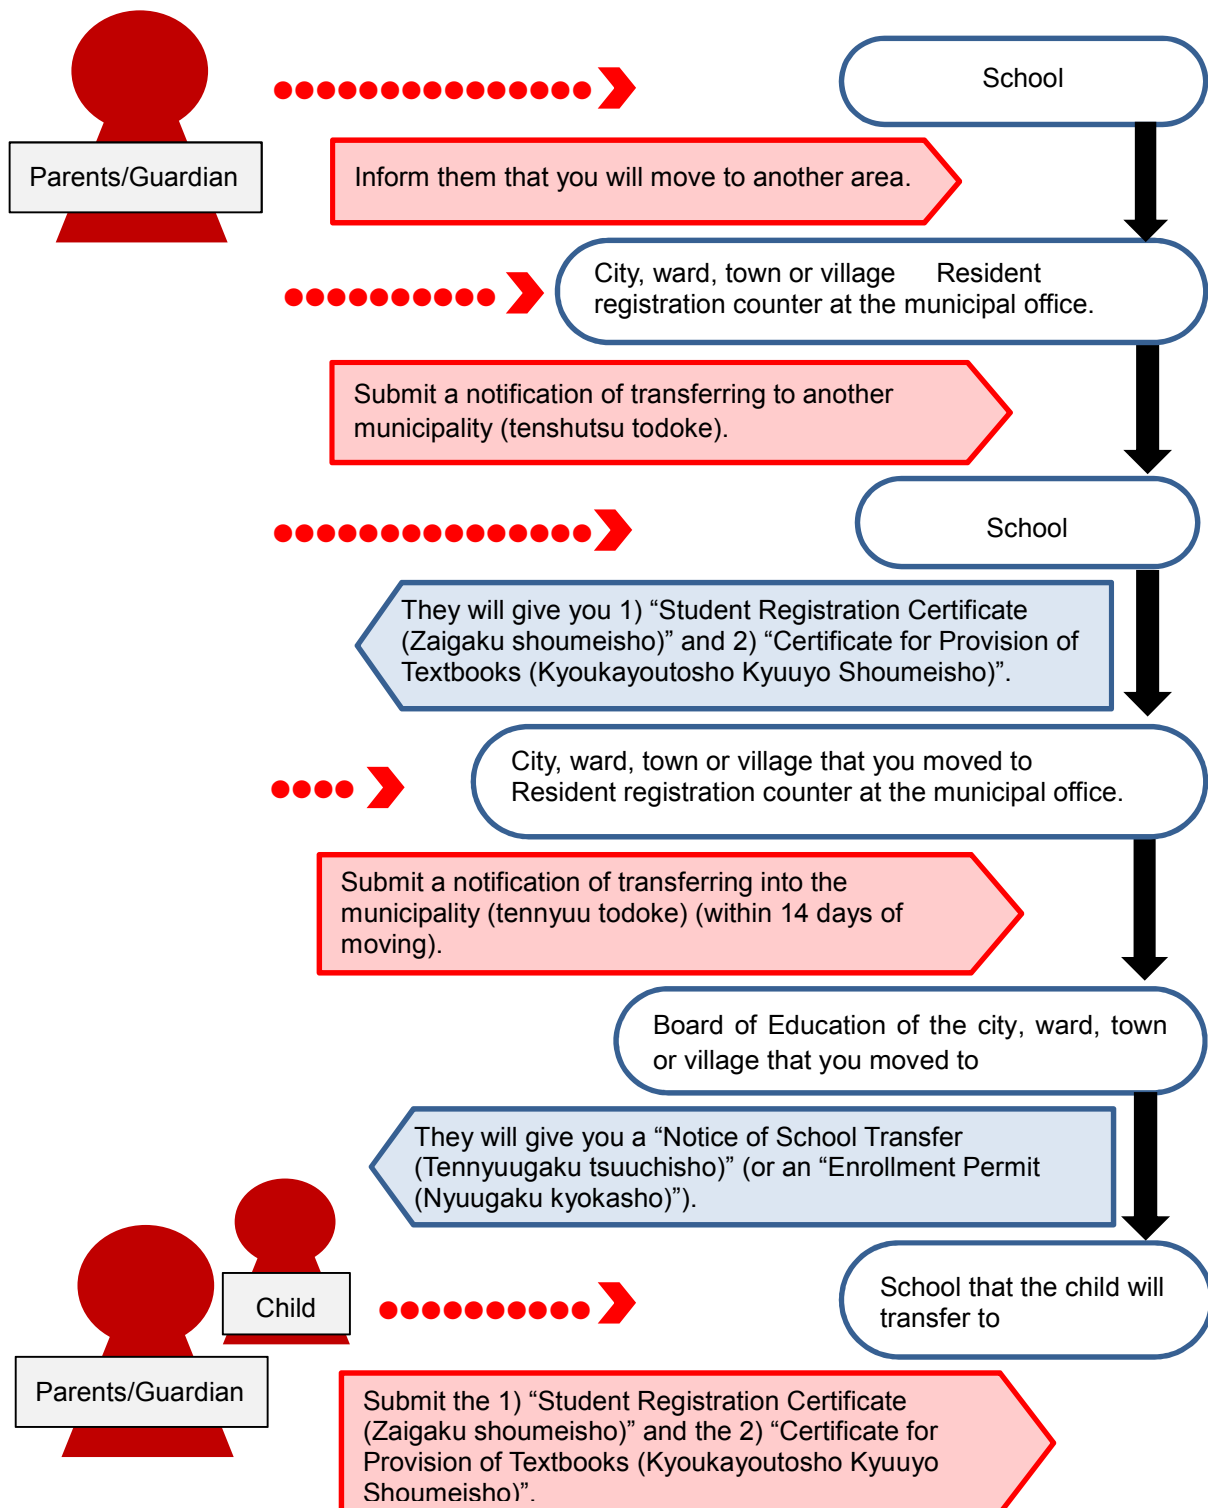 School
Parents/Guardian
Inform them that you will move to another area.
City, ward, town or village Resident
registration counter at the municipal office.
Submit a notification of transferring to another
municipality (tenshutsu todoke).
School
They will give you 1) “Student Registration Certificate
(Zaigaku shoumeisho)” and 2) “Certificate for Provision of
Textbooks (Kyoukayoutosho Kyuuyo Shoumeisho)”.
City, ward, town or village that you moved to
Resident registration counter at the municipal office.
Submit a notification of transferring into the
municipality (tennyuu todoke) (within 14 days of
moving).
Board of Education of the city, ward, town
or village that you moved to
They will give you a “Notice of School Transfer
(Tennyuugaku tsuuchisho)” (or an “Enrollment Permit
(Nyuugaku kyokasho)”).
School that the child will
transfer to
Child
Parents/Guardian
Submit the 1) “Student Registration Certificate
(Zaigaku shoumeisho)” and the 2) “Certificate for
Provision of Textbooks (Kyoukayoutosho Kyuuyo
Shoumeisho)”.